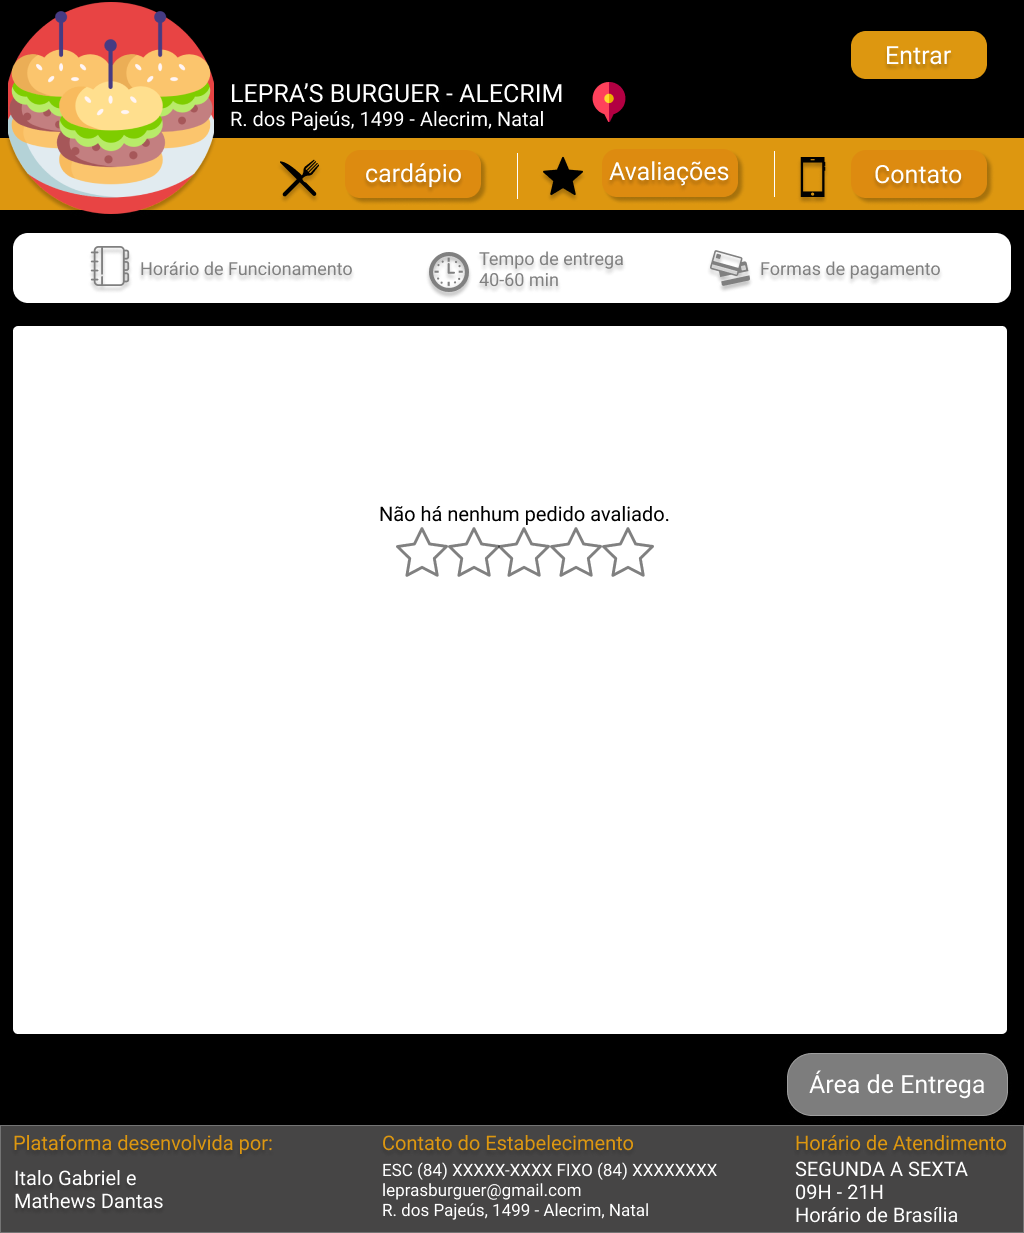 Entrar
LEPRA’S BURGUER - ALECRIM
R. dos Pajeús, 1499 - Alecrim, Natal
cardápio
Avaliações
Contato
Horário de Funcionamento
Tempo de entrega
40-60 min
Formas de pagamento
Não há nenhum pedido avaliado.
Área de Entrega
Plataforma desenvolvida por:
Italo Gabriel e
Mathews Dantas
Contato do Estabelecimento
ESC (84) XXXXX-XXXX FIXO (84) XXXXXXXX
leprasburguer@gmail.com
R. dos Pajeús, 1499 - Alecrim, Natal
Horário de Atendimento
SEGUNDA A SEXTA
09H - 21H
Horário de Brasília